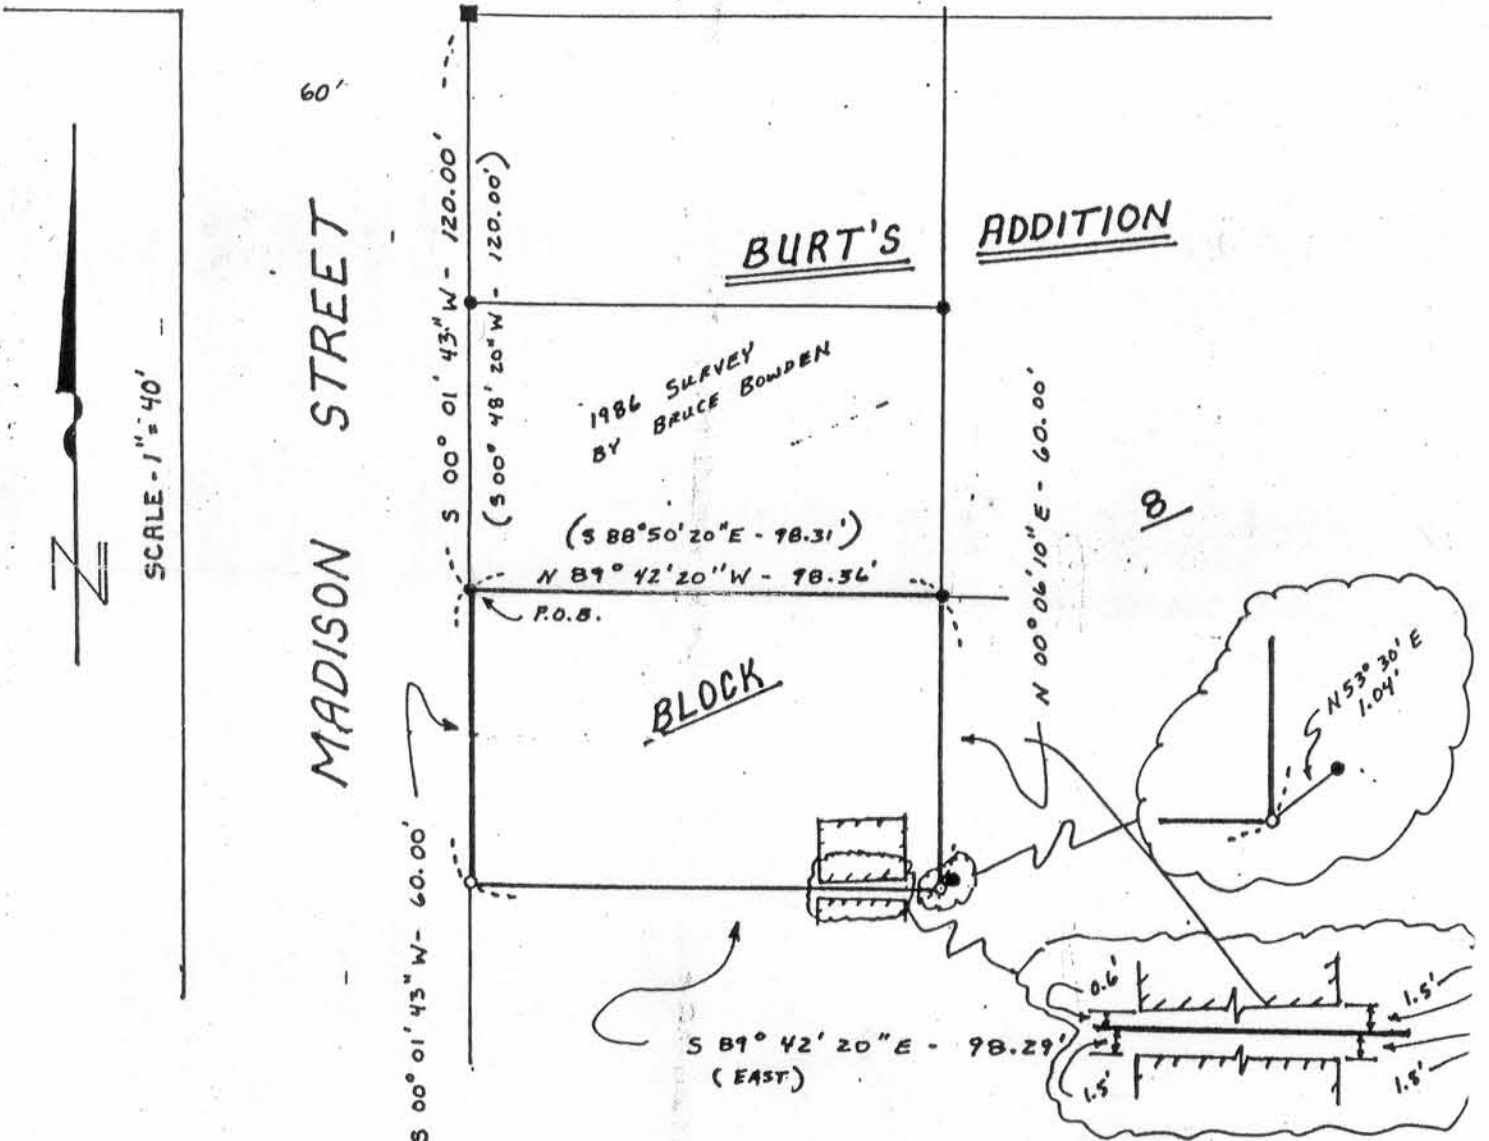 60'
SCALE - 1" = 40'
MADISON STREET
S 00° 01' 43" W - 120.00'
(S 00° 48' 20" W - 120.00')
BURT'S ADDITION
1986 SURVEY
BY BRUCE BOWDEN
(S 88° 50' 20" E - 98.31')
N 89° 42' 20" W - 98.36'
P.O.B.
N 00° 06' 10" E - 60.00'
8
BLOCK
N 53° 30' E
1.04'
S 00° 01' 43" W - 60.00'
S 89° 42' 20" E - 98.29'
(EAST)
0.6'
1.5'
1.5'
1.5'
N